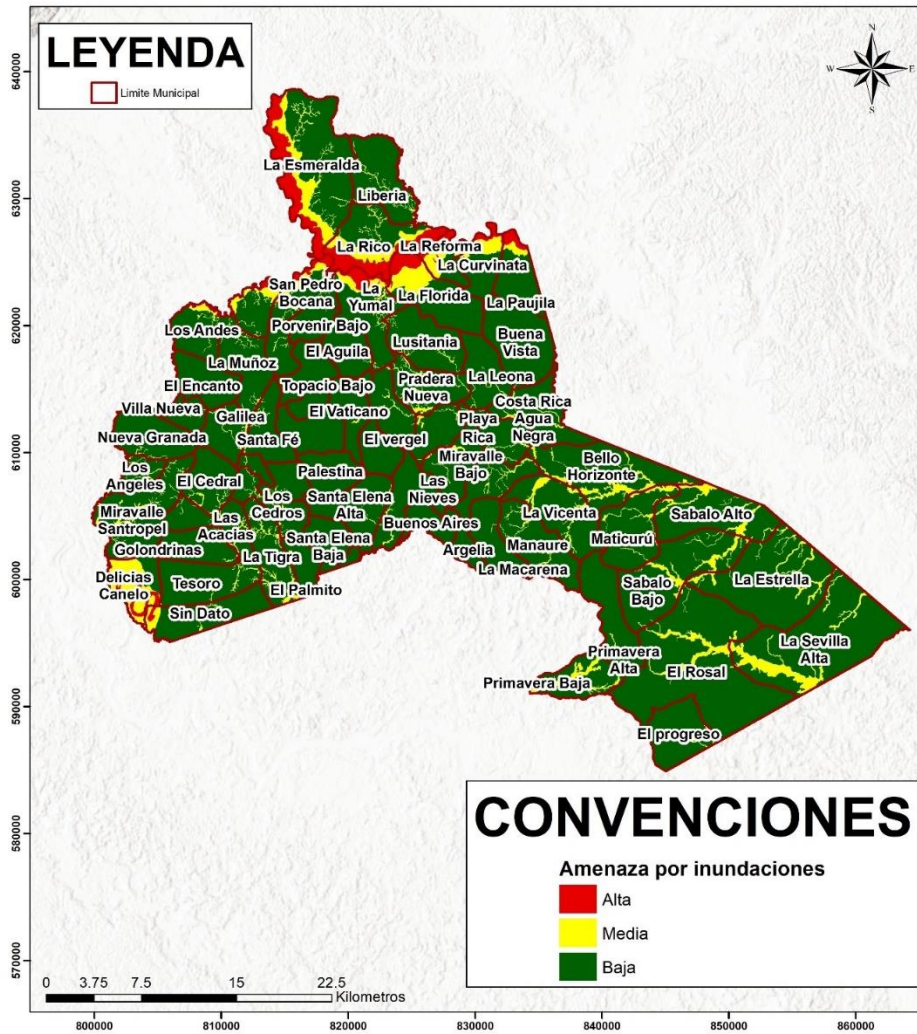 LEYENDA
Limite Municipal
N
W
E
S
640000
630000
620000
610000
600000
590000
580000
570000
La Esmeralda
Liberia
La Rico
La Reforma
La Curvinata
San Pedro
Bocana
La
Yumal
La Florida
La Paujila
Los Andes
Porvenir Bajo
Lusitania
Buena
Vista
La Muñoz
El Aguila
El Encanto
Topacio Bajo
Pradera
Nueva
La Leona
Villa Nueva
Galilea
El Vaticano
Costa Rica
Agua
Negra
Playa
Rica
Nueva Granada
Santa Fé
El vergel
Miravalle
Bajo
Bello
Horizonte
Los
Angeles
El Cedral
Palestina
Las
Nieves
Los
Cedros
Santa Elena
Alta
Miravalle
Santropel
Las
Acacias
Buenos Aires
La Vicenta
Sabalo Alto
Golondrinas
La Tigra
Santa Elena
Baja
Argelia
Manaure
Maticurú
Delicias
Canelo
Tesoro
El Palmito
La Macarena
Sabalo
Bajo
La Estrella
Sin Dato
Primavera
Alta
La Sevilla
Alta
Primavera Baja
El Rosal
El progreso
CONVENCIONES
Amenaza por inundaciones
Alta
Media
Baja
0 3.75 7.5 15 22.5
Kilometros
800000 810000 820000 830000 840000 850000 860000